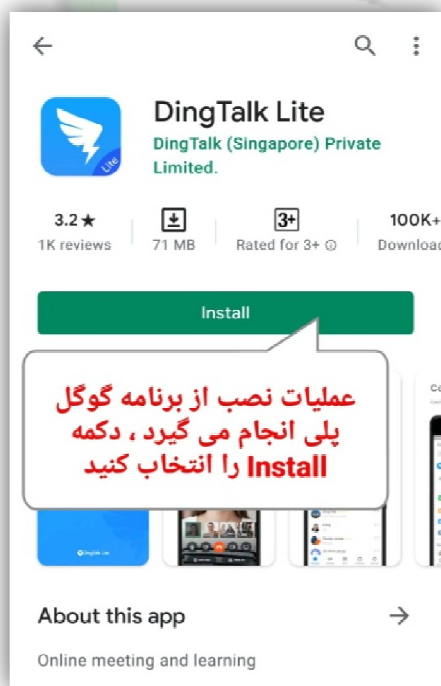 DingTalk Lite
DingTalk (Singapore) Private
Limited.
Lite
3.2★
1K reviews
71 MB
3+
Rated for 3+
100K+
Download
Install
عملیات نصب از برنامه گوگل
پلی انجام می گیرد ، دکمه
Install را انتخاب کنید
DingTalk Lite
About this app
Online meeting and learning